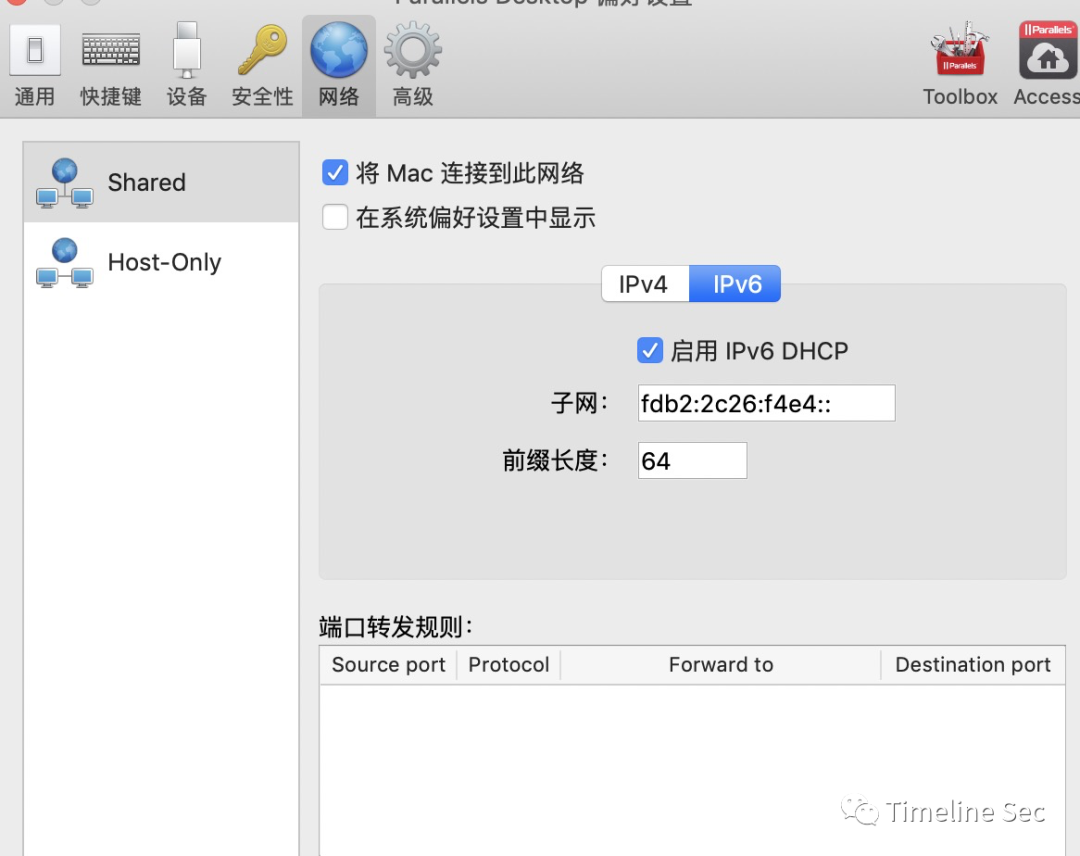 Parallels Desktop 偏好设置
通用 快捷键 设备 安全性 网络 高级 Toolbox Access
Parallels
Parallels
Shared
Host-Only
将 Mac 连接到此网络
在系统偏好设置中显示
IPv4 IPv6
启用 IPv6 DHCP
子网： fdb2:2c26:f4e4::
前缀长度： 64
端口转发规则：
Source port Protocol Forward to Destination port
Timeline Sec